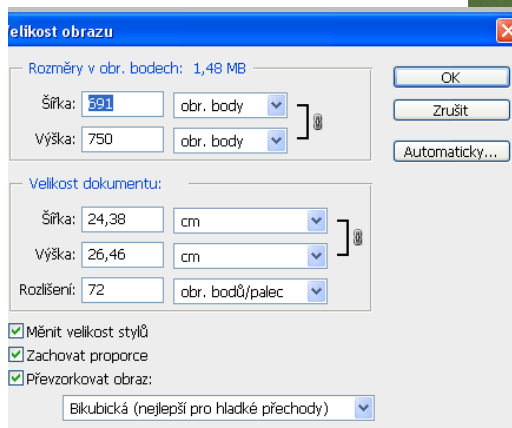 Velikost obrazu
Rozměry v obr. bodech: 1,48 MB
Šířka: 691 obr. body
Výška: 750 obr. body
OK
Zrušit
Automaticky...
Velikost dokumentu:
Šířka: 24,38 cm
Výška: 26,46 cm
Rozlišení: 72 obr. bodů/palec
Měnit velikost stylů
Zachovat proporce
Převzorkovat obraz:
Bikubická (nejlepší pro hladké přechody)